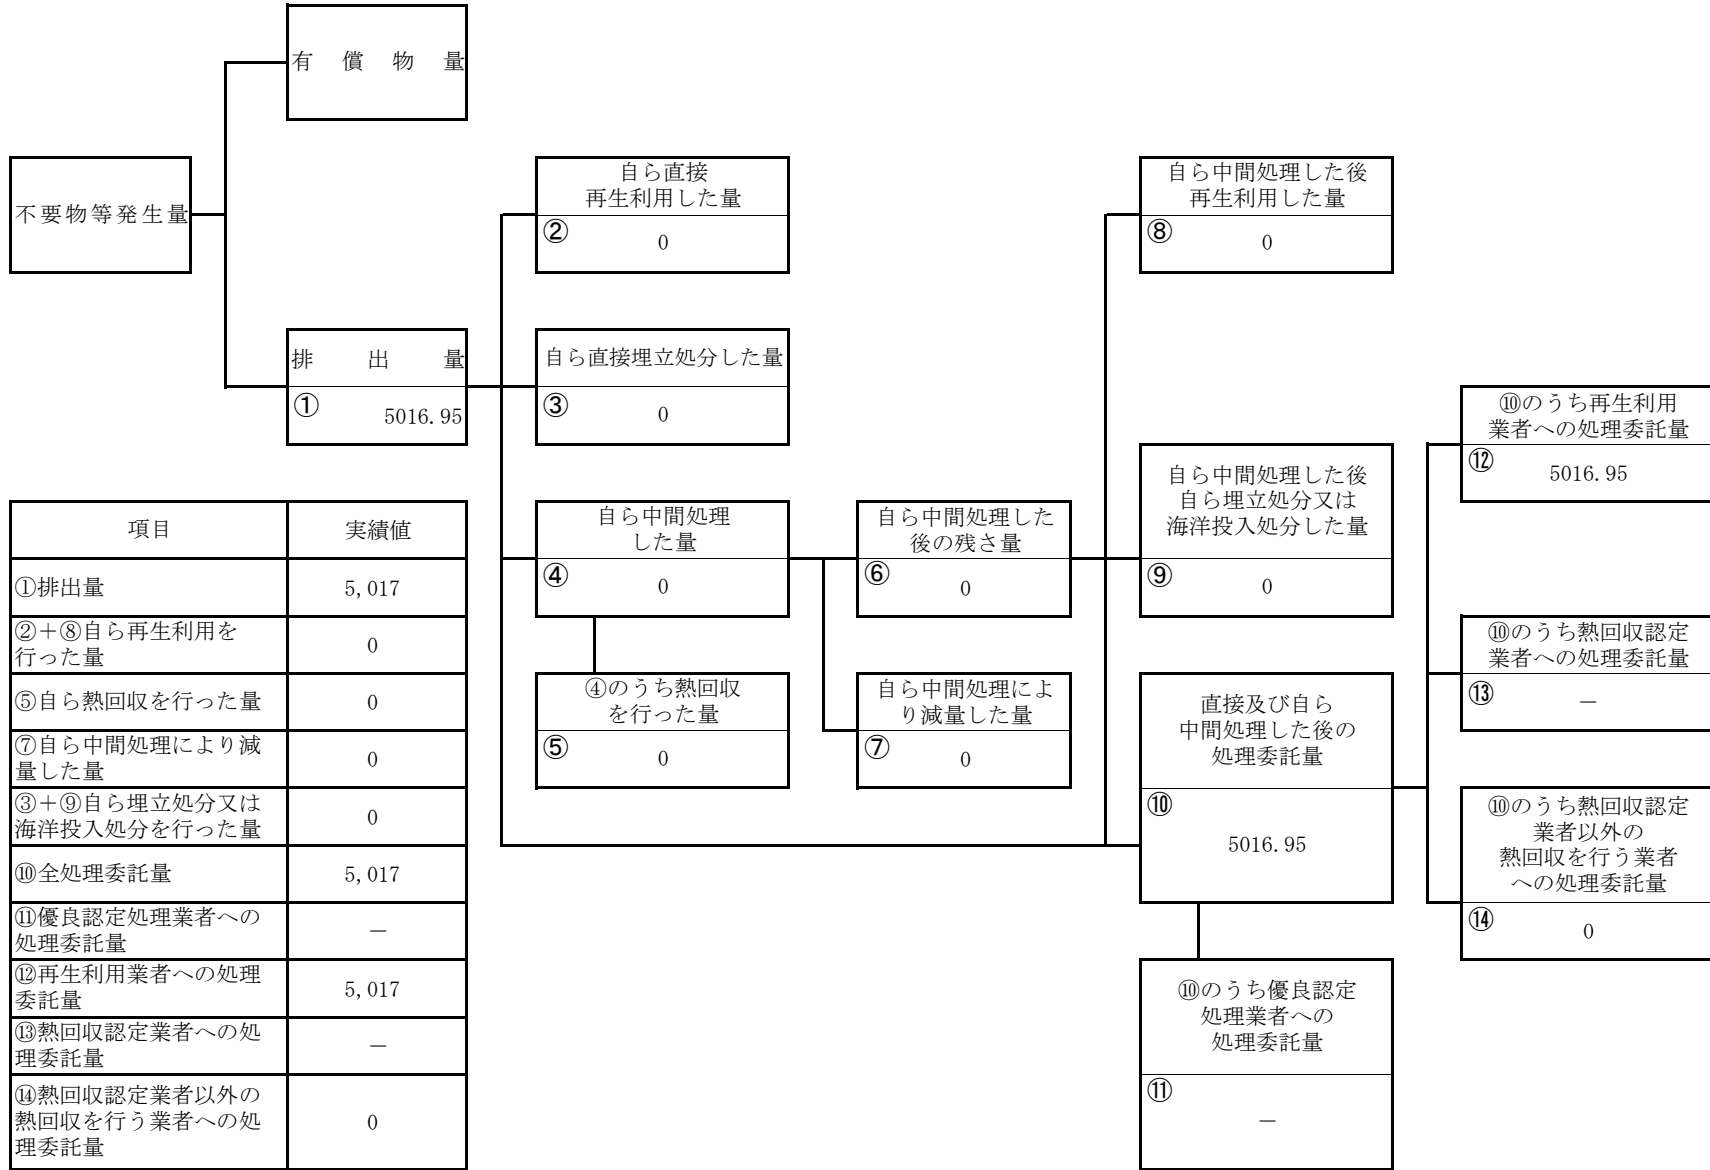 有償物量
不要物等発生量
自ら直接
再生利用した量
② 0
自ら中間処理した後
再生利用した量
⑧ 0
排出量
① 5016.95
自ら直接埋立処分した量
③ 0
⑩のうち再生利用
業者への処理委託量
⑫ 5016.95
自ら中間処理
した量
④ 0
自ら中間処理した
後の残さ量
⑥ 0
自ら中間処理した後
自ら埋立処分又は
海洋投入処分した量
⑨ 0
⑩のうち熱回収認定
業者への処理委託量
⑬ －
④のうち熱回収
を行った量
⑤ 0
自ら中間処理によ
り減量した量
⑦ 0
直接及び自ら
中間処理した後の
処理委託量
⑩
5016.95
⑩のうち熱回収認定
業者以外の
熱回収を行う業者
への処理委託量
⑭ 0
⑩のうち優良認定
処理業者への
処理委託量
⑪
－
項目 実績値
①排出量 5,017
②＋⑧自ら再生利用を
行った量 0
⑤自ら熱回収を行った量 0
⑦自ら中間処理により減
量した量 0
③＋⑨自ら埋立処分又は
海洋投入処分を行った量 0
⑩全処理委託量 5,017
⑪優良認定処理業者への
処理委託量 －
⑫再生利用業者への処理
委託量 5,017
⑬熱回収認定業者への処
理委託量 －
⑭熱回収認定業者以外の
熱回収を行う業者への処
理委託量 0